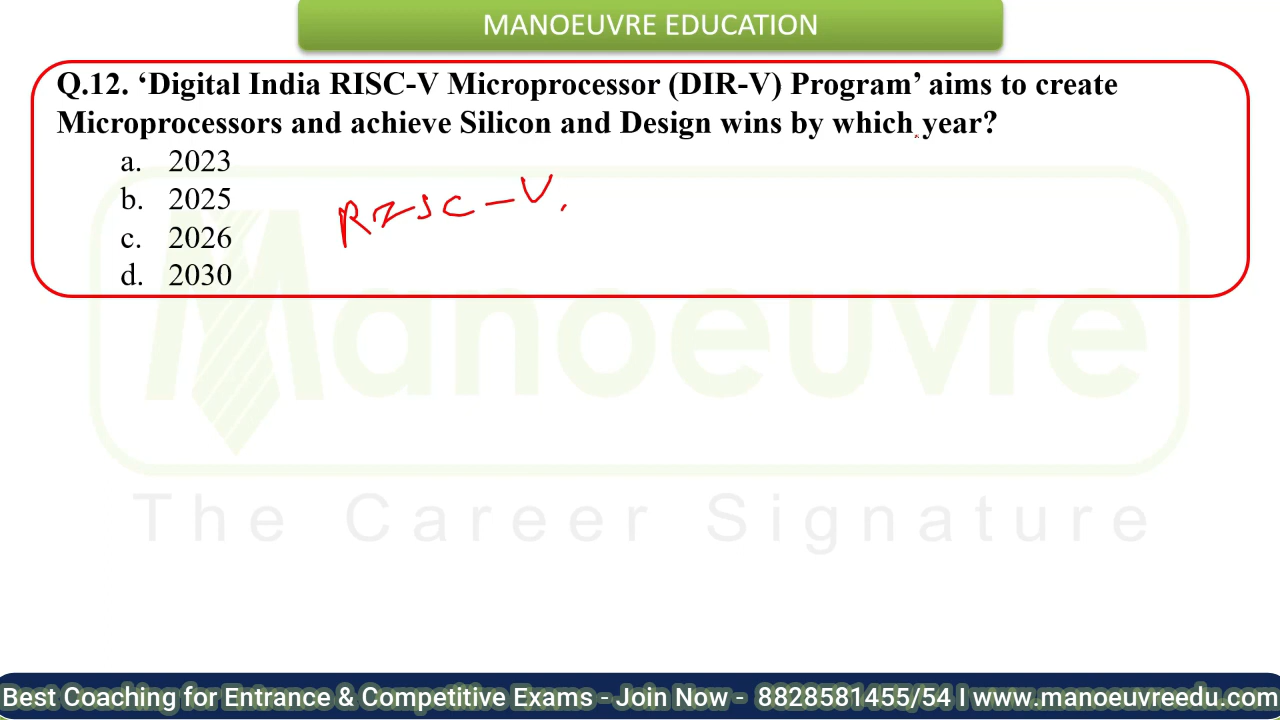 MANOEUVRE EDUCATION
Q.12. ‘Digital India RISC-V Microprocessor (DIR-V) Program’ aims to create
Microprocessors and achieve Silicon and Design wins by which year?
a. 2023
b. 2025
c. 2026
d. 2030
RISC-V.
Manoeuvre
The Career Signature
Best Coaching for Entrance & Competitive Exams - Join Now - 8828581455/54 I www.manoeuvreedu.com